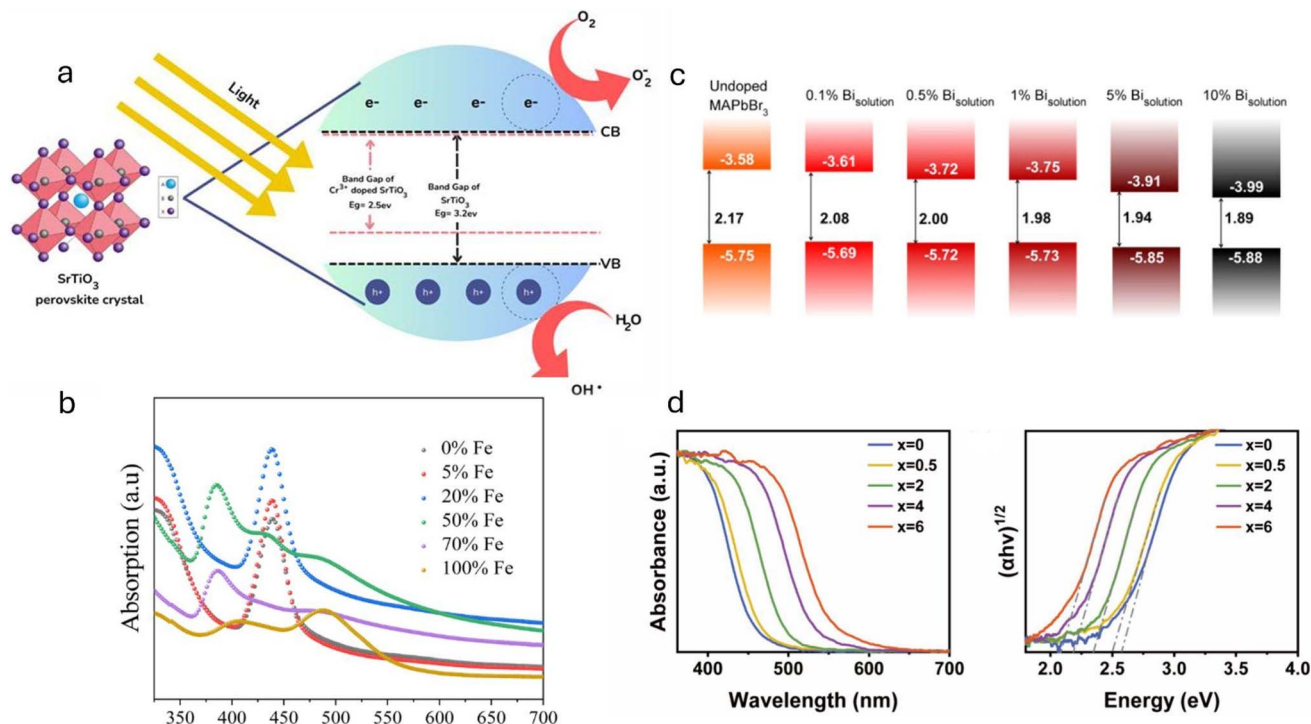 a
Light
e-
e-
e-
e-
O2
O2-
CB
Band Gap of
Cr3+ doped SrTiO3
Eg= 2.5ev
Band Gap of
SrTiO3
Eg= 3.2ev
A
B
X
SrTiO3
perovskite crystal
VB
h+
h+
h+
h+
H2O
OH •
b
Absorption (a.u)
0% Fe
5% Fe
20% Fe
50% Fe
70% Fe
100% Fe
350 400 450 500 550 600 650 700
c
Undoped
MAPbBr3
0.1% Bisolution
0.5% Bisolution
1% Bisolution
5% Bisolution
10% Bisolution
-3.58 -3.61 -3.72 -3.75 -3.91 -3.99
2.17 2.08 2.00 1.98 1.94 1.89
-5.75 -5.69 -5.72 -5.73 -5.85 -5.88
d
Absorbance (a.u.)
x=0
x=0.5
x=2
x=4
x=6
400 500 600 700
Wavelength (nm)
(αhv)1/2
x=0
x=0.5
x=2
x=4
x=6
2.0 2.5 3.0 3.5 4.0
Energy (eV)